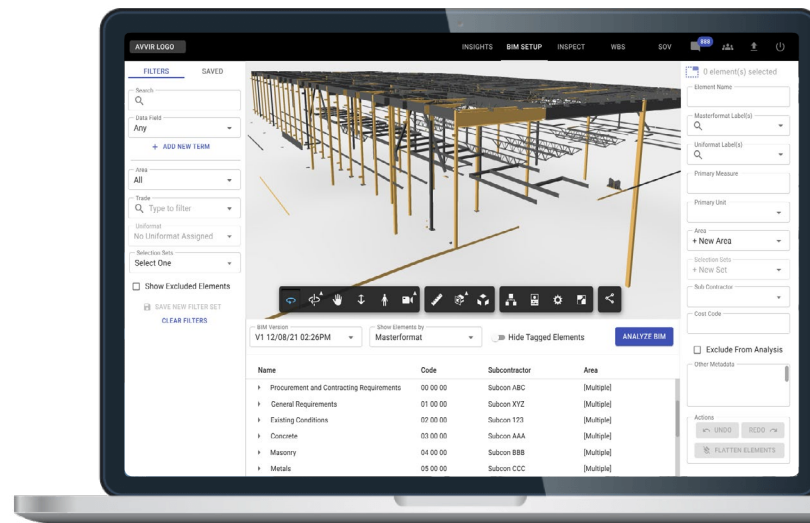 AVVIR LOGO
INSIGHTS BIM SETUP INSPECT WBS SOV 888
FILTERS SAVED
Search
Data Field
Any
+ ADD NEW TERM
Area
All
Trade
Type to filter
Uniformat
No Uniformat Assigned
Selection Sets
Select One
Show Excluded Elements
SAVE NEW FILTER SET
CLEAR FILTERS
BIM Version
V1 12/08/21 02:26PM
Show Elements by
Masterformat
Hide Tagged Elements
ANALYZE BIM
Name Code Subcontractor Area
Procurement and Contracting Requirements 00 00 00 Subcon ABC [Multiple]
General Requirements 01 00 00 Subcon XYZ [Multiple]
Existing Conditions 02 00 00 Subcon 123 [Multiple]
Concrete 03 00 00 Subcon AAA [Multiple]
Masonry 04 00 00 Subcon BBB [Multiple]
Metals 05 00 00 Subcon CCC [Multiple]
0 element(s) selected
Element Name
Masterformat Label(s)
Uniformat Label(s)
Primary Measure
Primary Unit
Area
+ New Area
Selection Sets
+ New Set
Sub Contractor
Cost Code
Exclude From Analysis
Other Metadata
Actions
UNDO REDO
FLATTEN ELEMENTS